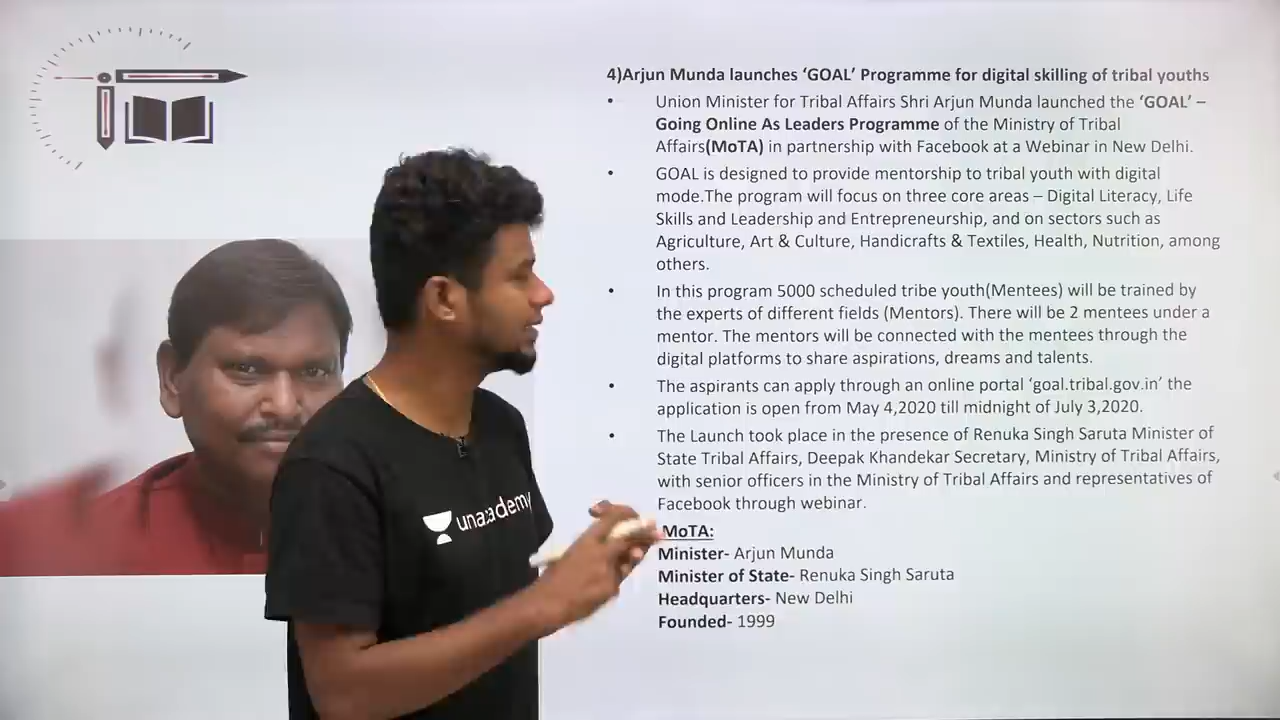 4)Arjun Munda launches ‘GOAL’ Programme for digital skilling of tribal youths
• Union Minister for Tribal Affairs Shri Arjun Munda launched the ‘GOAL’ –
Going Online As Leaders Programme of the Ministry of Tribal
Affairs(MoTA) in partnership with Facebook at a Webinar in New Delhi.
• GOAL is designed to provide mentorship to tribal youth with digital
mode.The program will focus on three core areas – Digital Literacy, Life
Skills and Leadership and Entrepreneurship, and on sectors such as
Agriculture, Art & Culture, Handicrafts & Textiles, Health, Nutrition, among
others.
• In this program 5000 scheduled tribe youth(Mentees) will be trained by
the experts of different fields (Mentors). There will be 2 mentees under a
mentor. The mentors will be connected with the mentees through the
digital platforms to share aspirations, dreams and talents.
• The aspirants can apply through an online portal ‘goal.tribal.gov.in’ the
application is open from May 4,2020 till midnight of July 3,2020.
• The Launch took place in the presence of Renuka Singh Saruta Minister of
State Tribal Affairs, Deepak Khandekar Secretary, Ministry of Tribal Affairs,
with senior officers in the Ministry of Tribal Affairs and representatives of
Facebook through webinar.
unacademy
MoTA:
Minister- Arjun Munda
Minister of State- Renuka Singh Saruta
Headquarters- New Delhi
Founded- 1999